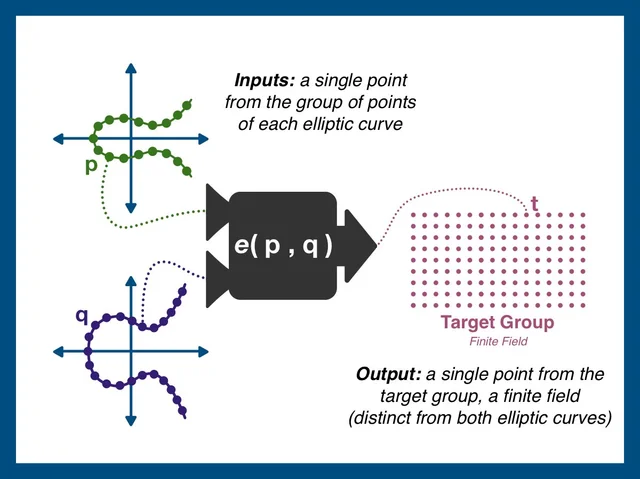 Inputs: a single point
from the group of points
of each elliptic curve
p
e( p , q )
t
q
Target Group
Finite Field
Output: a single point from the
target group, a finite field
(distinct from both elliptic curves)